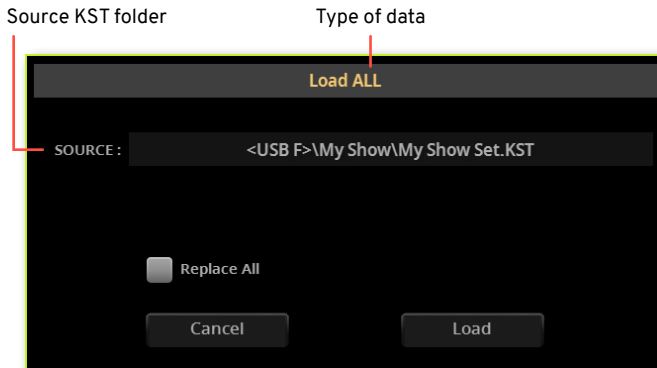 Source KST folder
Type of data
Load ALL
SOURCE :
<USB F>\My Show\My Show Set.KST
Replace All
Cancel
Load